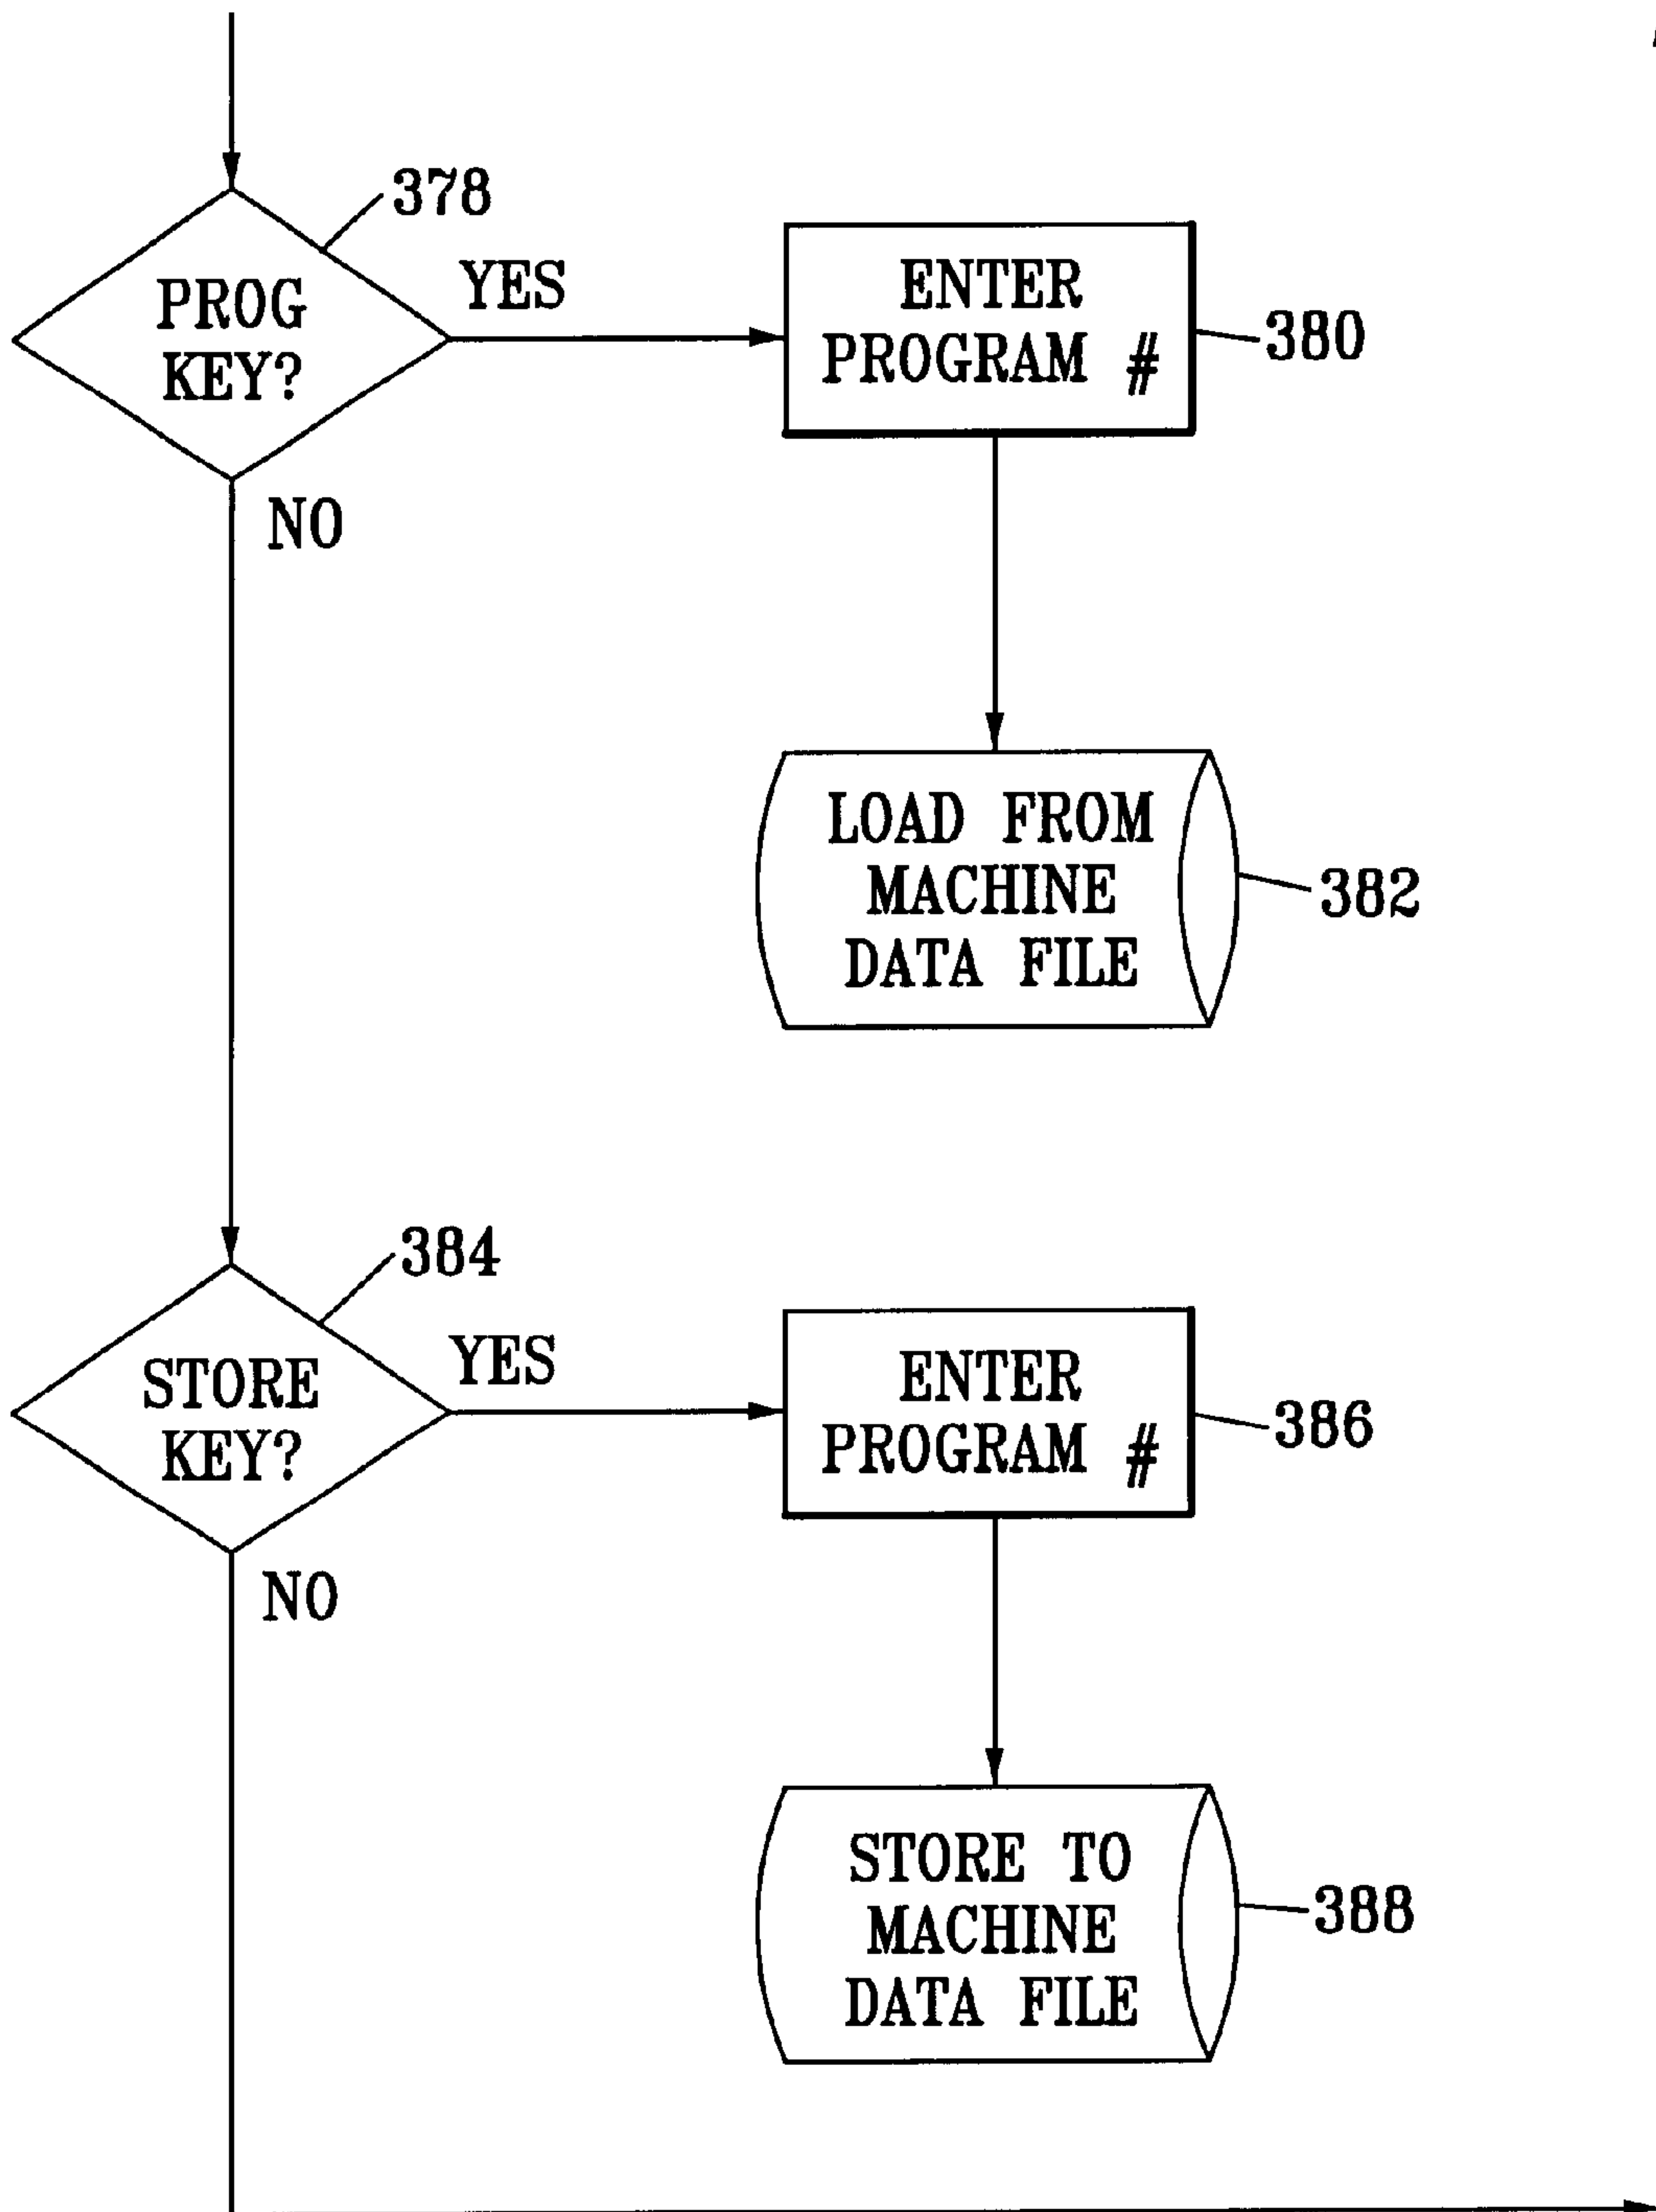 378
PROG
KEY?
YES
NO
ENTER
PROGRAM #
380
LOAD FROM
MACHINE
DATA FILE
382
384
STORE
KEY?
YES
NO
ENTER
PROGRAM #
386
STORE TO
MACHINE
DATA FILE
388